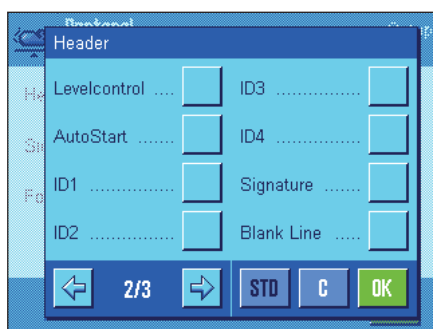 Header
Levelcontrol ....
AutoStart .......
ID1 ................
ID2 ................
ID3 ................
ID4 ................
Signature .......
Blank Line .....
2/3
STD
C
OK